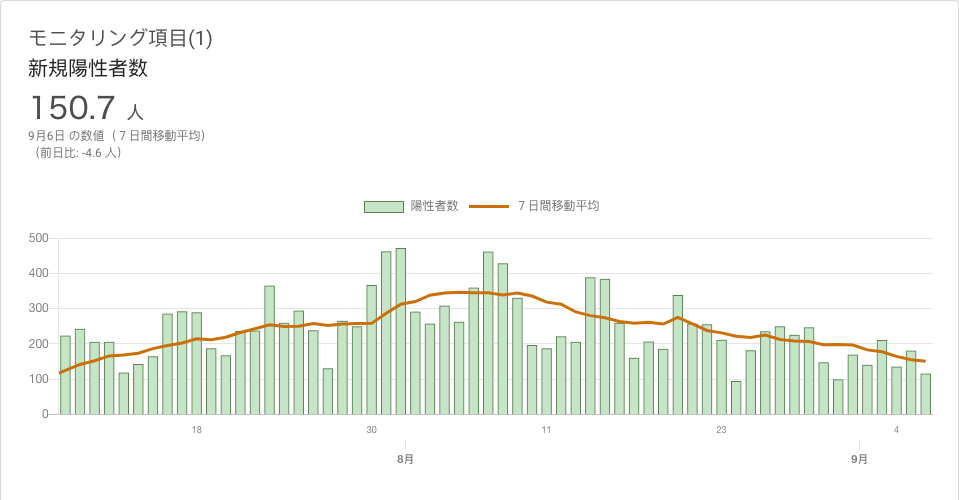 モニタリング項目(1)
新規陽性者数
150.7 人
9月6日 の数値（７日間移動平均）
（前日比: -4.6 人）
陽性者数 ７日間移動平均
500
400
300
200
100
0
18 30 11 23 4
8月 9月